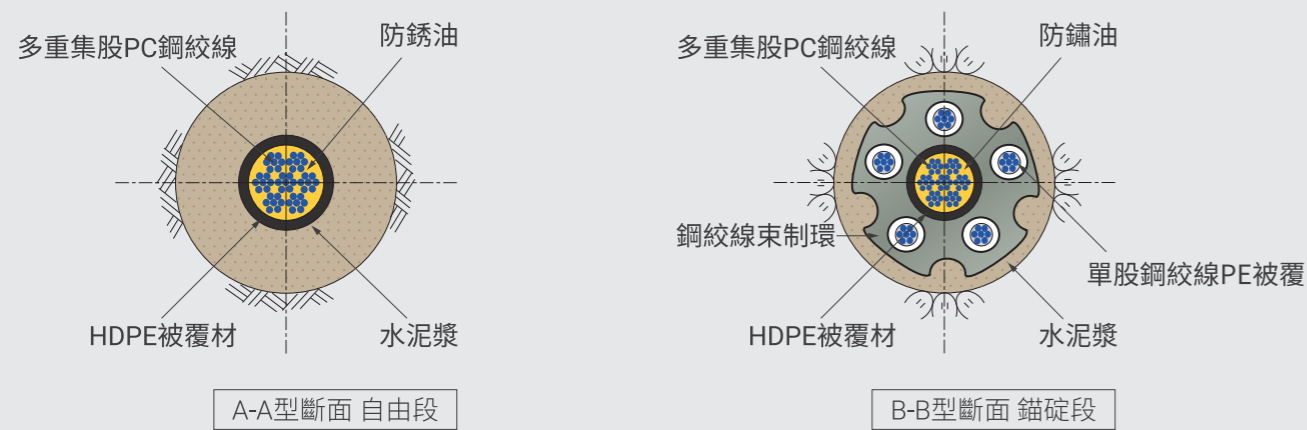 多重集股PC鋼絞線
防銹油
HDPE被覆材
水泥漿
A-A型斷面 自由段
多重集股PC鋼絞線
防鏽油
鋼絞線束制環
單股鋼絞線PE被覆
HDPE被覆材
水泥漿
B-B型斷面 錨碇段